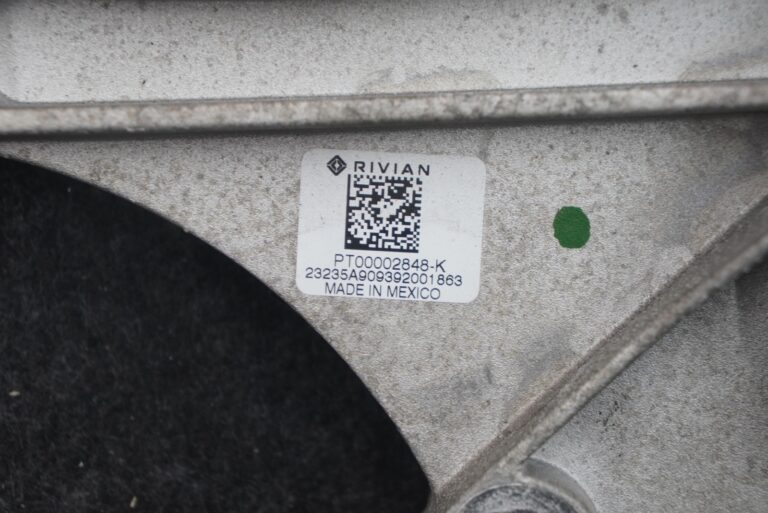 RIVIAN
PT00002848-K
23235A909392001863
MADE IN MEXICO